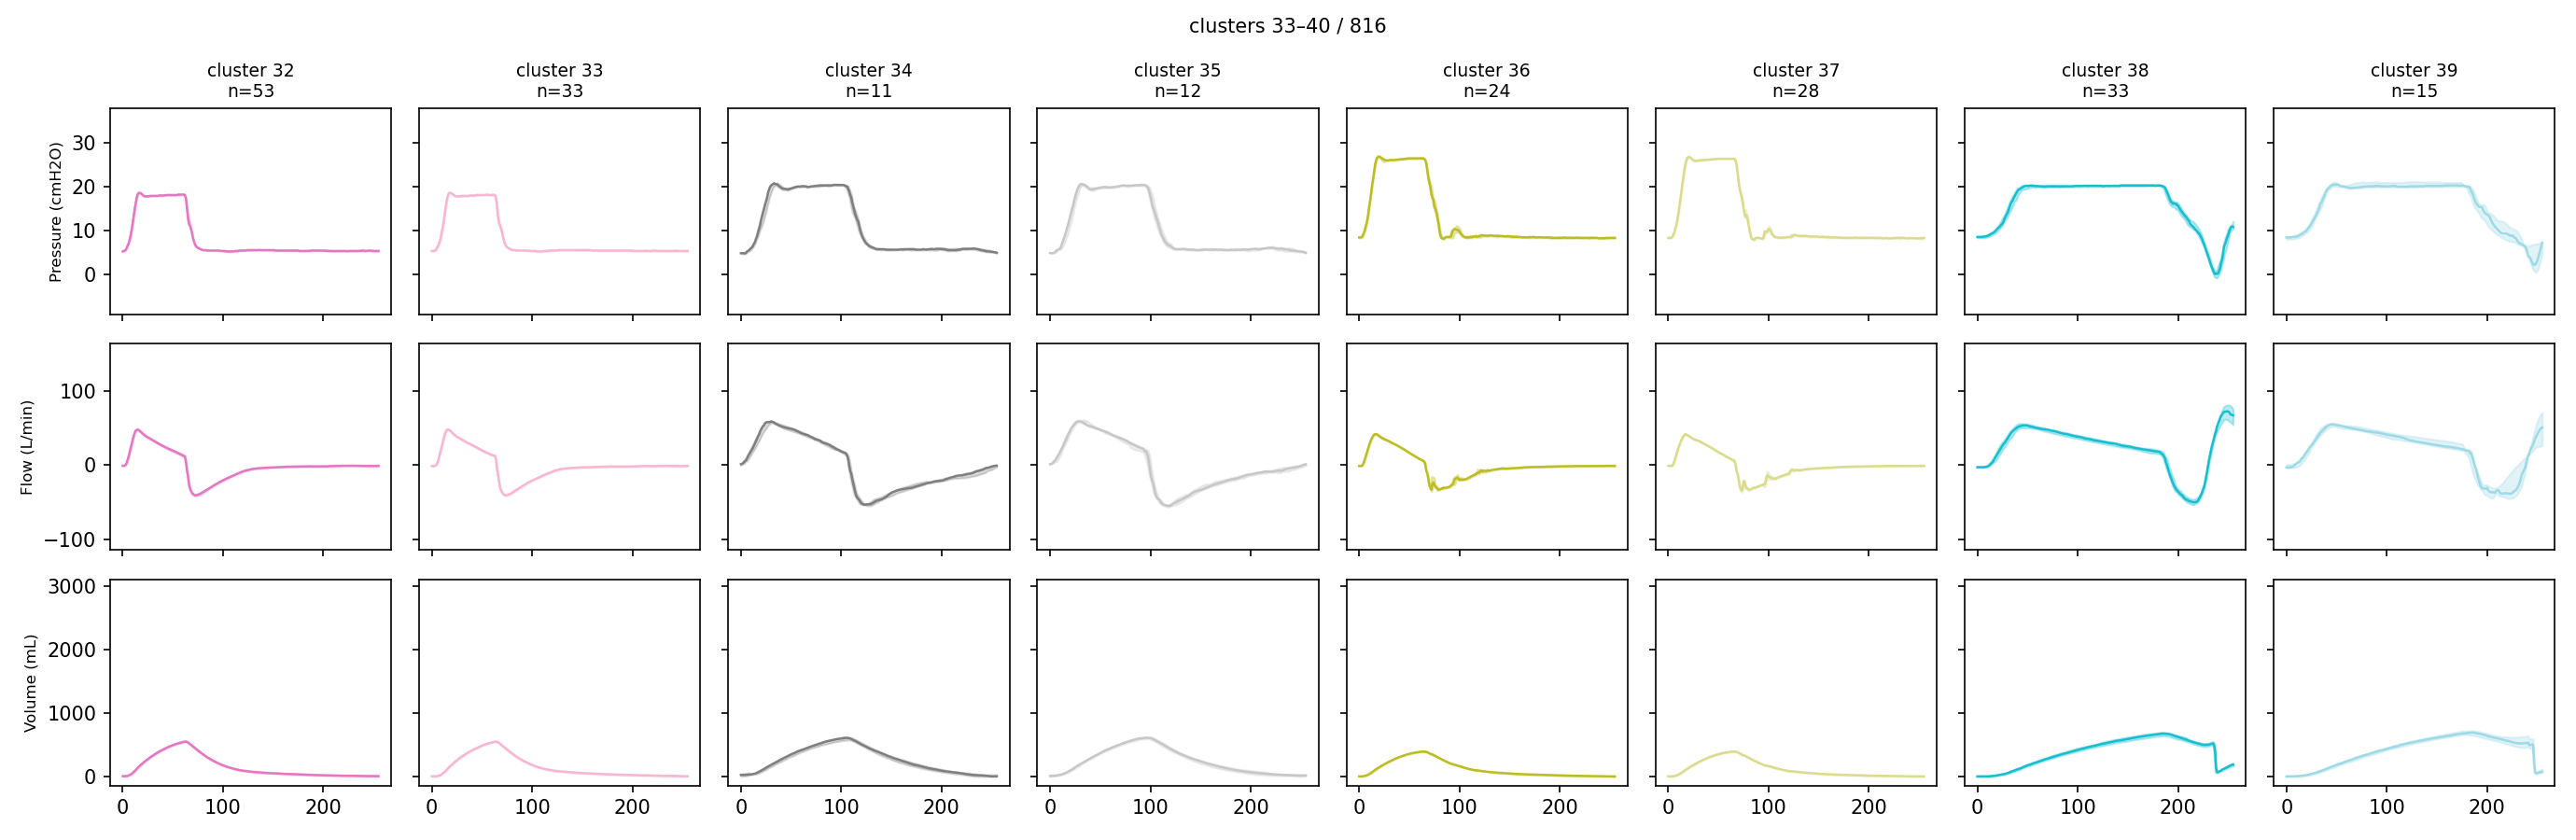 clusters 33–40 / 816
cluster 32
n=53
cluster 33
n=33
cluster 34
n=11
cluster 35
n=12
cluster 36
n=24
cluster 37
n=28
cluster 38
n=33
cluster 39
n=15
Pressure (cmH2O)
30
20
10
0
Flow (L/min)
100
0
−100
Volume (mL)
3000
2000
1000
0
0 100 200
0 100 200
0 100 200
0 100 200
0 100 200
0 100 200
0 100 200
0 100 200